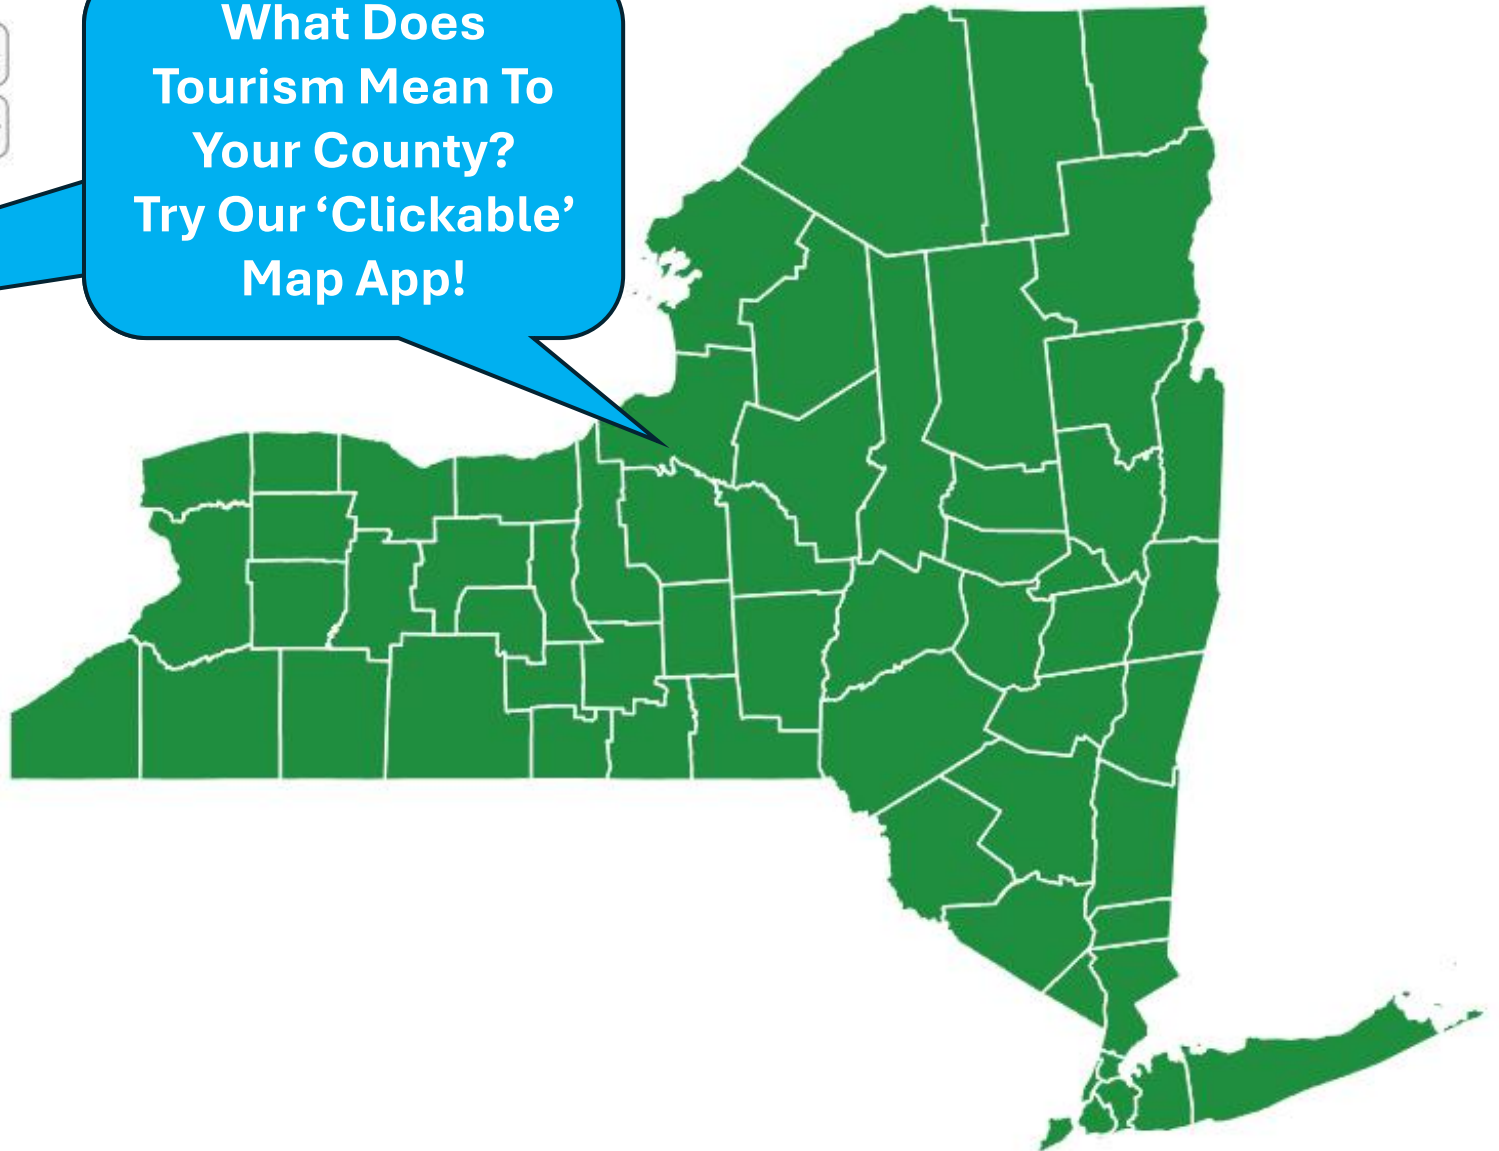 What Does
Tourism Mean To
Your County?
Try Our ‘Clickable’
Map App!